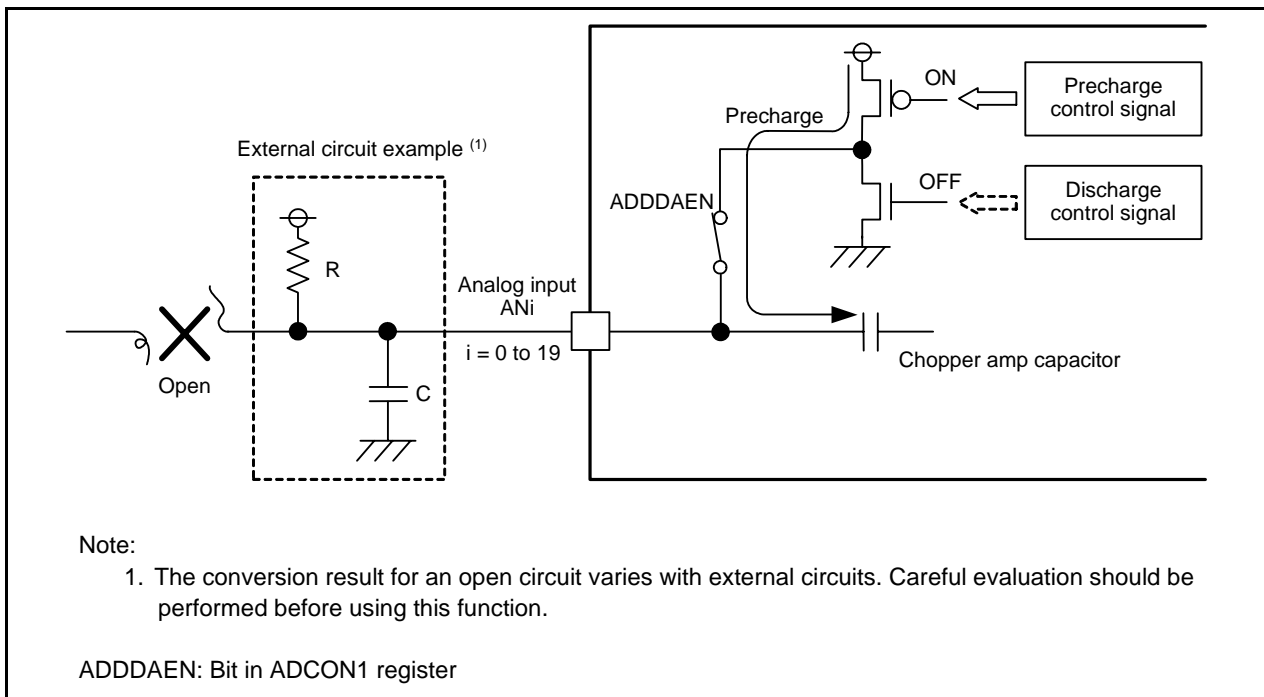 ON
Precharge
control signal
Precharge
External circuit example (1)
OFF
Discharge
control signal
ADDDAEN
R
Analog input
ANi
i = 0 to 19
Open
C
Chopper amp capacitor
Note:
1. The conversion result for an open circuit varies with external circuits. Careful evaluation should be
performed before using this function.
ADDDAEN: Bit in ADCON1 register